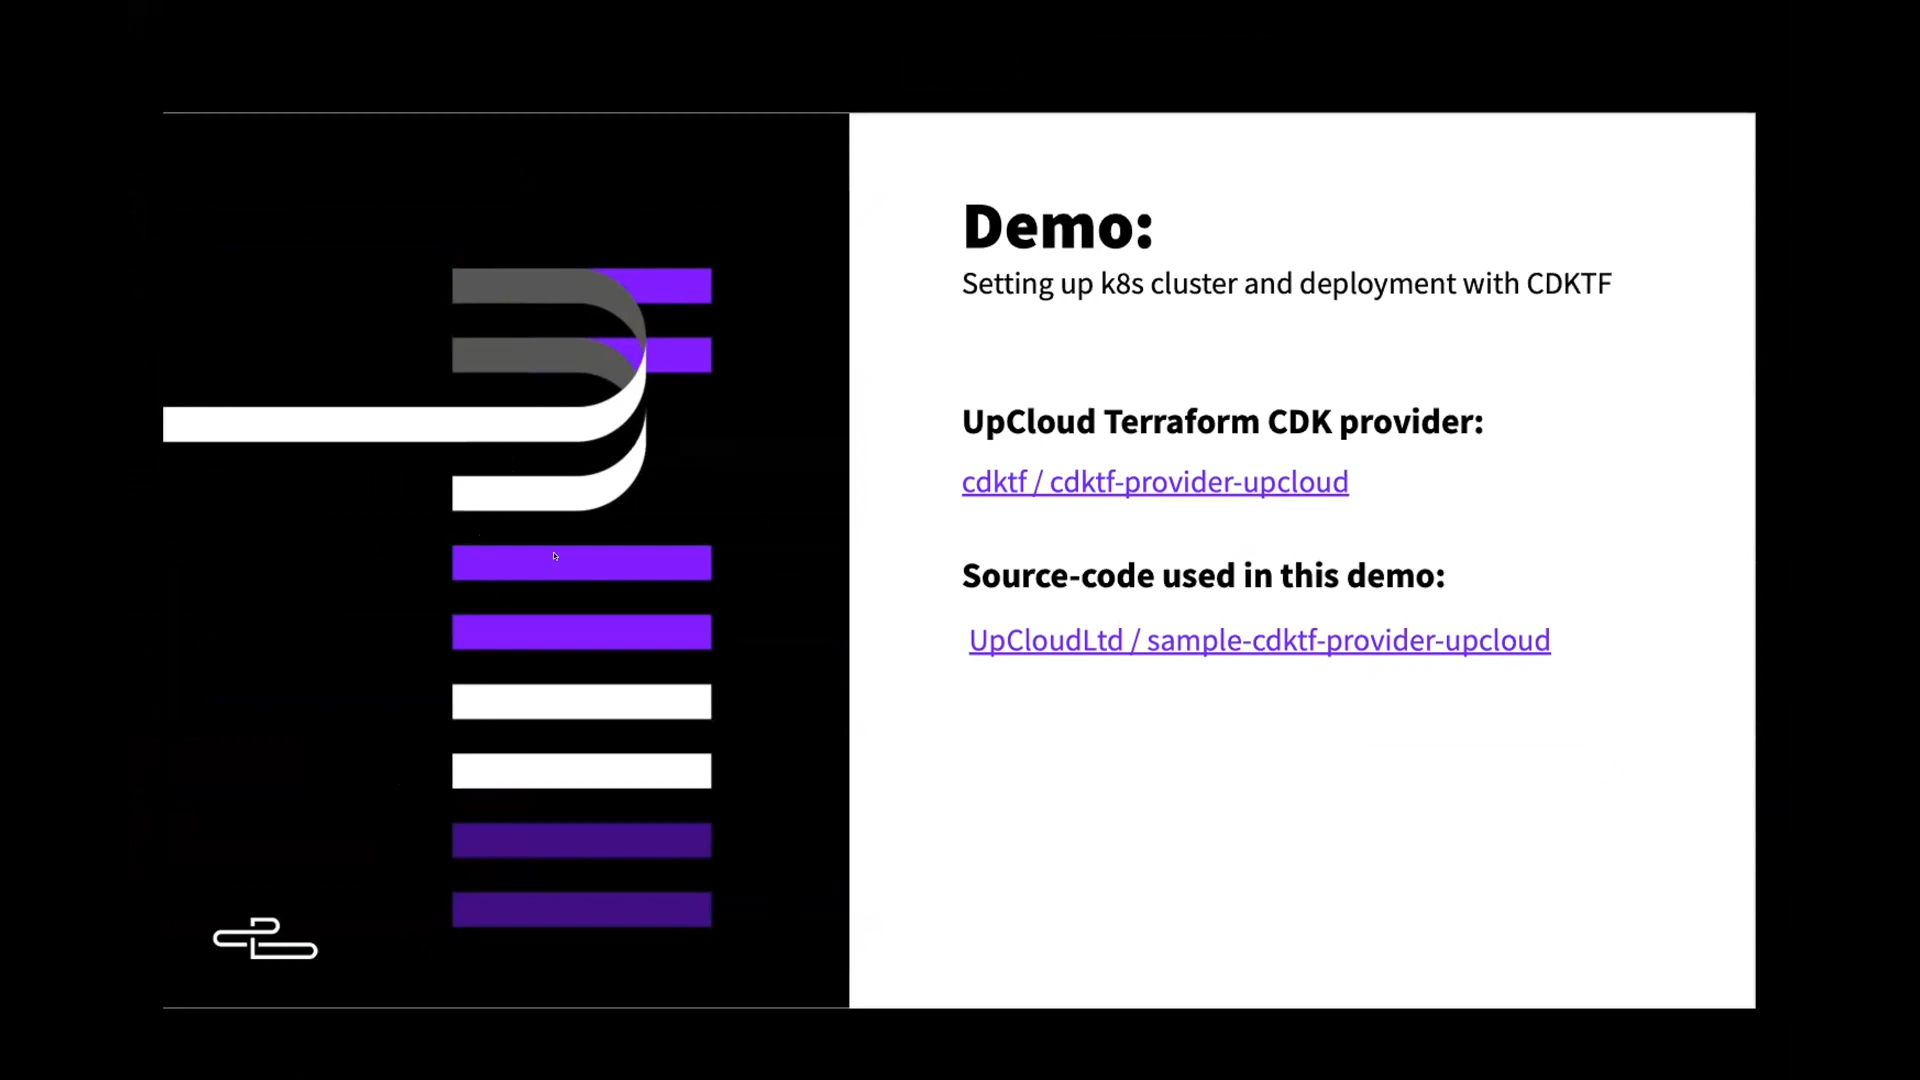 Demo:
Setting up k8s cluster and deployment with CDKTF
UpCloud Terraform CDK provider:
cdktf / cdktf-provider-upcloud
Source-code used in this demo:
UpCloudLtd / sample-cdktf-provider-upcloud